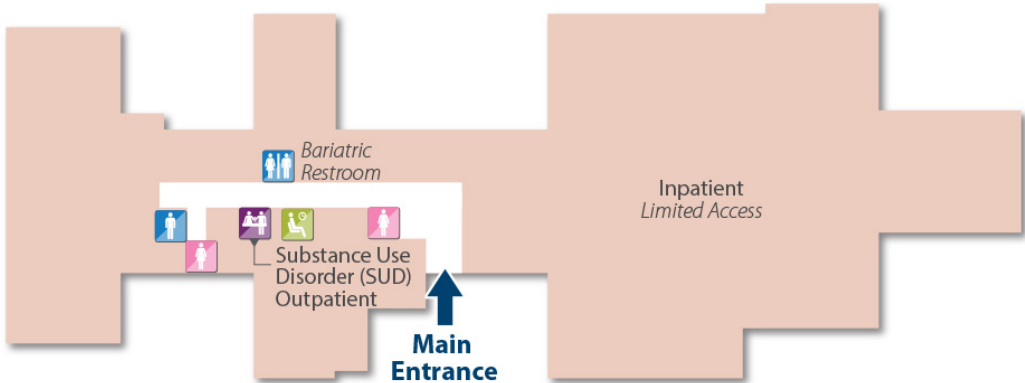 Bariatric
Restroom
Inpatient
Limited Access
Substance Use
Disorder (SUD)
Outpatient
Main
Entrance